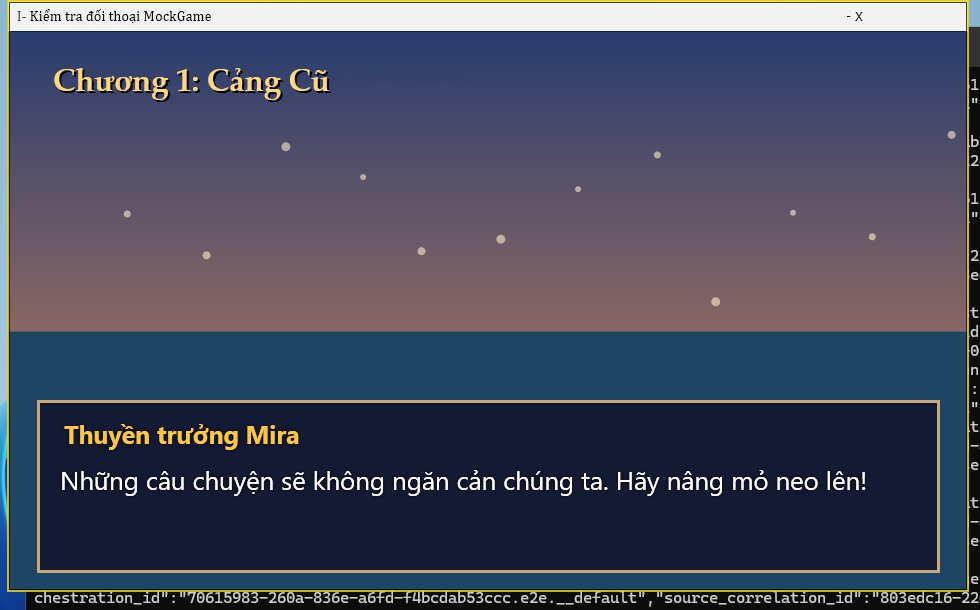 I- Kiểm tra đối thoại MockGame
- X
Chương 1: Cảng Cũ
Thuyền trưởng Mira
Những câu chuyện sẽ không ngăn cản chúng ta. Hãy nâng mỏ neo lên!
chestration_id":"70615983-260a-836e-a6fd-f4bcdab53ccc.e2e.__default","source_correlation_id":"803edc16-2